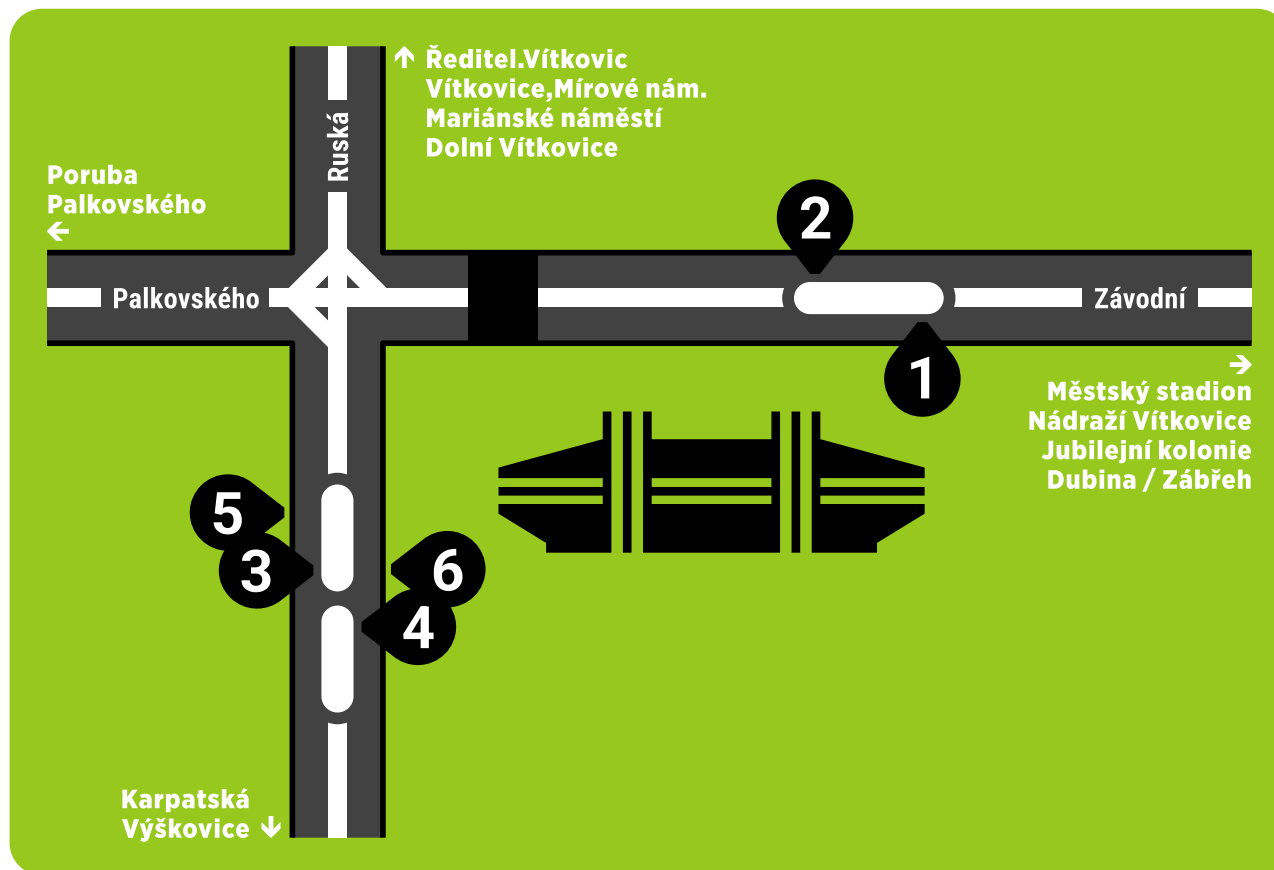 Ředitel.Vítkovic
Vítkovice,Mírové nám.
Mariánské náměstí
Dolní Vítkovice
Ruská
Poruba
Palkovského
2
Palkovského
Závodní
1
Městský stadion
Nádraží Vítkovice
Jubilejní kolonie
Dubina / Zábřeh
5
3
6
4
Karpatská
Výškovice